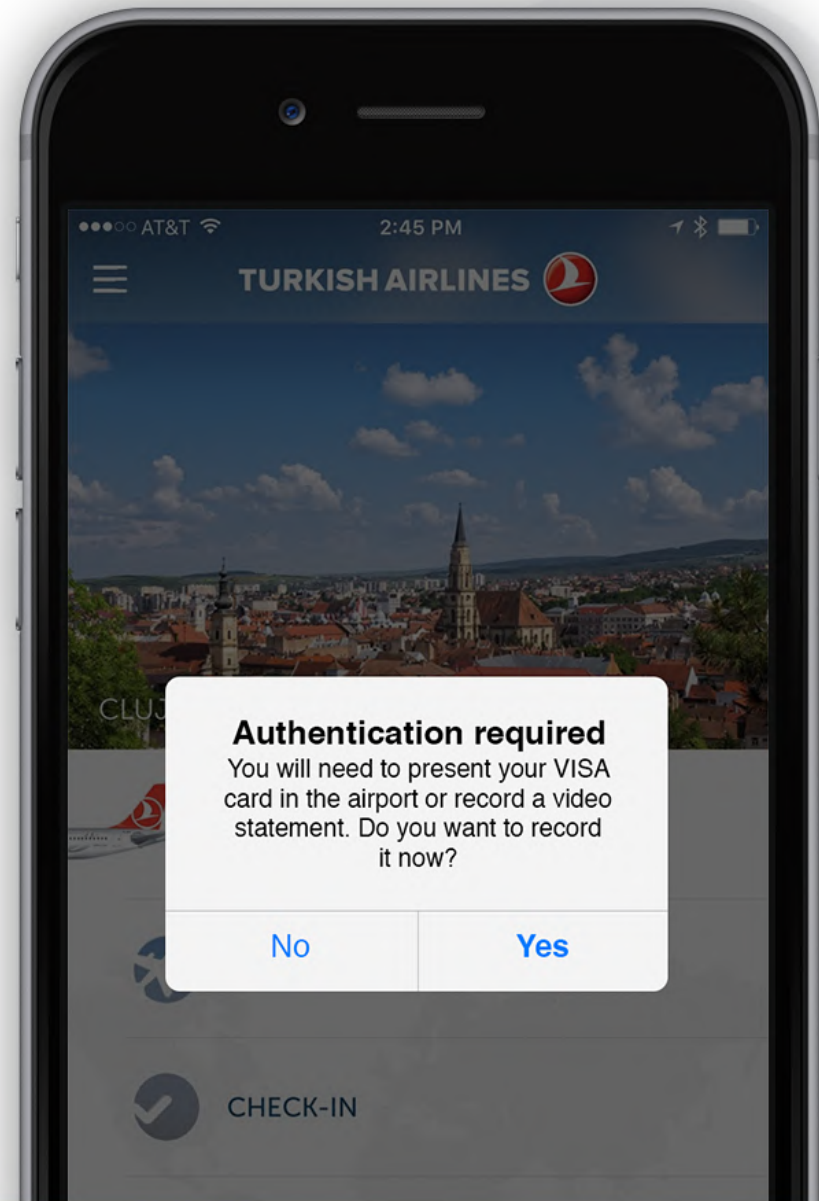 AT&T 2:45 PM
TURKISH AIRLINES
CLUJ
Authentication required
You will need to present your VISA
card in the airport or record a video
statement. Do you want to record
it now?
No Yes
CHECK-IN